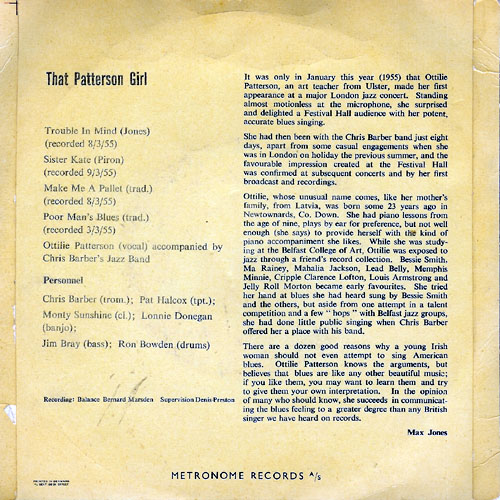 That Patterson Girl
Trouble In Mind (Jones)
(recorded 8/3/55)
Sister Kate (Piron)
(recorded 9/3/55)
Make Me A Pallet (trad.)
(recorded 8/3/55)
Poor Man's Blues (trad.)
(recorded 3/3/55)
Ottilie Patterson (vocal) accompanied by
Chris Barber's Jazz Band
Personnel
Chris Barber (trom.); Pat Halcox (tpt.);
Monty Sunshine (cl.); Lonnie Donegan
(banjo);
Jim Bray (bass); Ron Bowden (drums)
Recording: Balance Bernard Marsden Supervision Denis Preston
It was only in January this year (1955) that Ottilie
Patterson, an art teacher from Ulster, made her first
appearance at a major London jazz concert. Standing
almost motionless at the microphone, she surprised
and delighted a Festival Hall audience with her potent,
accurate blues singing.
She had then been with the Chris Barber band just eight
days, apart from some casual engagements when she
was in London on holiday the previous summer, and the
favourable impression created at the Festival Hall
was confirmed at subsequent concerts and by her first
broadcast and recordings.
Ottilie, whose unusual name comes, like her mother's
family, from Latvia, was born some 23 years ago in
Newtownards, Co. Down. She had piano lessons from
the age of nine, plays by ear for preference, but not well
enough (she says) to provide herself with the kind of
piano accompaniment she likes. While she was study-
ing at the Belfast College of Art, Ottilie was exposed to
jazz through a friend's record collection. Bessie Smith,
Ma Rainey, Mahalia Jackson, Lead Belly, Memphis
Minnie, Cripple Clarence Lofton, Louis Armstrong and
Jelly Roll Morton became early favourites. She tried
her hand at blues she had heard sung by Bessie Smith
and the others, but aside from one attempt in a talent
competition and a few " hops " with Belfast jazz groups,
she had done little public singing when Chris Barber
offered her a place with his band.
There are a dozen good reasons why a young Irish
woman should not even attempt to sing American
blues. Ottilie Patterson knows the arguments, but
believes that blues are like any other beautiful music;
if you like them, you may want to learn them and try
to give them your own interpretation. In the opinion
of many who should know, she succeeds in communicat-
ing the blues feeling to a greater degree than any British
singer we have heard on records.
Max Jones
METRONOME RECORDS A/s